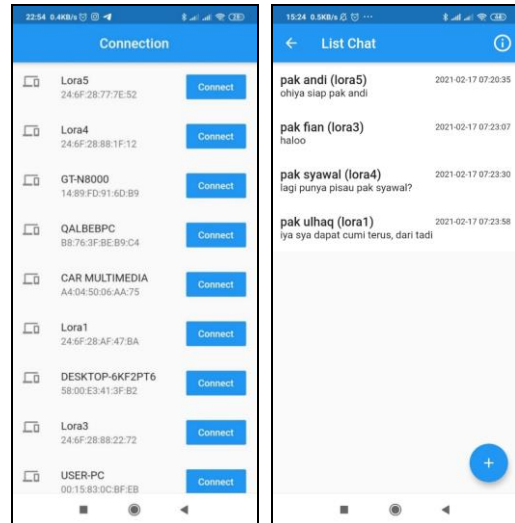 22:54 0.4KB/s
Connection
Lora5
24:6F:28:77:7E:52
Connect
Lora4
24:6F:28:88:1F:12
Connect
GT-N8000
14:89:FD:91:6D:B9
Connect
QALBEBPC
B8:76:3F:BE:B9:C4
Connect
CAR MULTIMEDIA
A4:04:50:06:AA:75
Connect
Lora1
24:6F:28:AF:47:BA
Connect
DESKTOP-6KF2PT6
58:00:E3:41:3F:B2
Connect
Lora3
24:6F:28:88:22:72
Connect
USER-PC
00:15:83:0C:BF:EB
Connect
15:24 0.5KB/s
List Chat
pak andi (lora5) 2021-02-17 07:20:35
ohiya siap pak andi
pak fian (lora3) 2021-02-17 07:23:07
haloo
pak syawal (lora4) 2021-02-17 07:23:30
lagi punya pisau pak syawal?
pak ulhaq (lora1) 2021-02-17 07:23:58
iya sya dapat cumi terus, dari tadi